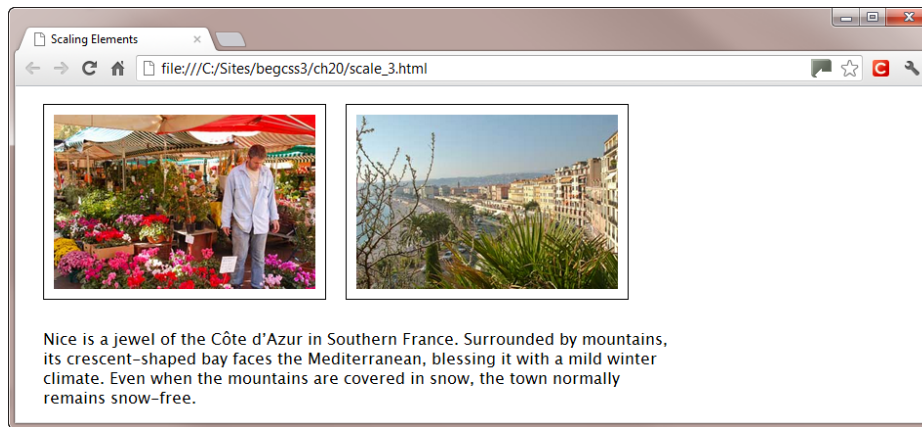 Scaling Elements
file:///C:/Sites/begcss3/ch20/scale_3.html
Nice is a jewel of the Côte d’Azur in Southern France. Surrounded by mountains,
its crescent-shaped bay faces the Mediterranean, blessing it with a mild winter
climate. Even when the mountains are covered in snow, the town normally
remains snow-free.